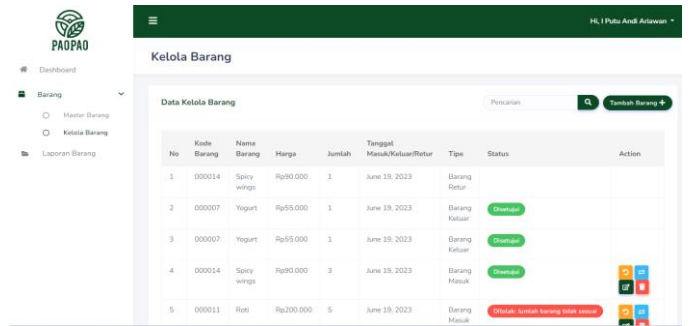 Hi, I Putu Andi Ariawan
PAOPAO
Dashboard
Barang
Master Barang
Kelola Barang
Laporan Barang
Kelola Barang
Data Kelola Barang
Pencarian
Tambah Barang +
No Kode Barang Nama Barang Harga Jumlah Tanggal Masuk/Keluar/Retur Tipe Status Action
1 000014 Spicy wings Rp90.000 1 June 19, 2023 Barang Retur
2 000007 Yogurt Rp55.000 1 June 19, 2023 Barang Keluar Disetujui
3 000007 Yogurt Rp55.000 1 June 19, 2023 Barang Keluar Disetujui
4 000014 Spicy wings Rp90.000 3 June 19, 2023 Barang Masuk Disetujui
5 000011 Roti Rp200.000 5 June 19, 2023 Barang Masuk Ditolak: Jumlah barang tidak sesuai